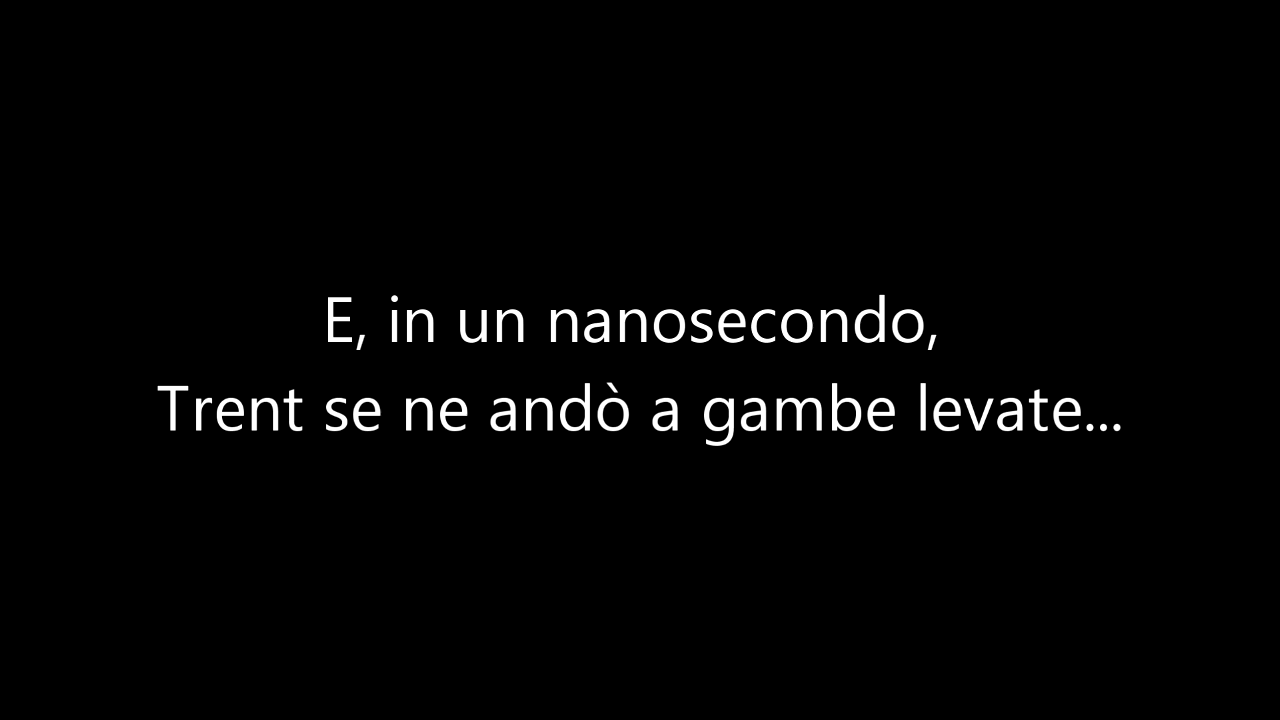 E, in un nanosecondo,
Trent se ne andò a gambe levate...